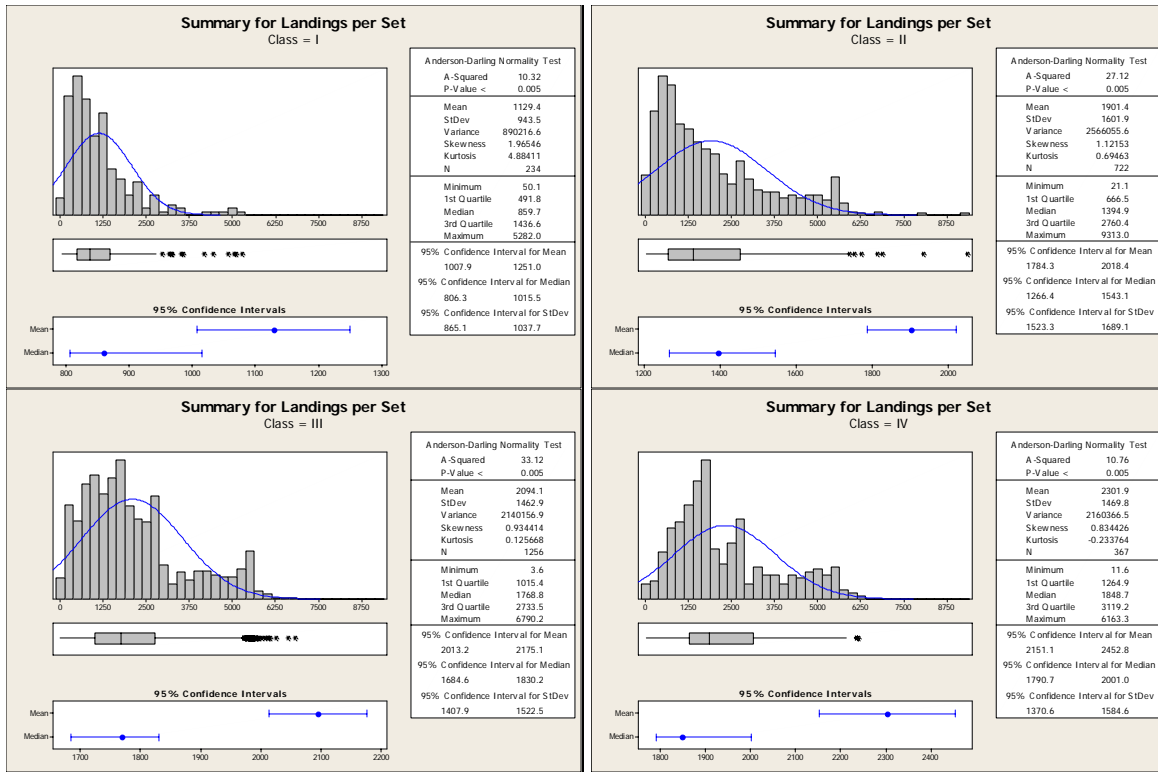 Summary for Landings per Set
Class = I
Anderson-Darling Normality Test
A-Squared 10.32
P-Value < 0.005
Mean 1129.4
StDev 943.5
Variance 890216.6
Skewness 1.96546
Kurtosis 4.88411
N 234
Minimum 50.1
1st Quartile 491.8
Median 859.7
3rd Quartile 1436.6
Maximum 5282.0
95% Confidence Interval for Mean
1007.9 1251.0
95% Confidence Interval for Median
806.3 1015.5
95% Confidence Interval for StDev
865.1 1037.7
0 1250 2500 3750 5000 6250 7500 8750
95% Confidence Intervals
Mean
Median
800 900 1000 1100 1200 1300
Summary for Landings per Set
Class = II
Anderson-Darling Normality Test
A-Squared 27.12
P-Value < 0.005
Mean 1901.4
StDev 1601.9
Variance 2566055.6
Skewness 1.12153
Kurtosis 0.69463
N 722
Minimum 21.1
1st Quartile 666.5
Median 1394.9
3rd Quartile 2760.4
Maximum 9313.0
95% Confidence Interval for Mean
1784.3 2018.4
95% Confidence Interval for Median
1266.4 1543.1
95% Confidence Interval for StDev
1523.3 1689.1
0 1250 2500 3750 5000 6250 7500 8750
95% Confidence Intervals
Mean
Median
1200 1400 1600 1800 2000
Summary for Landings per Set
Class = III
Anderson-Darling Normality Test
A-Squared 33.12
P-Value < 0.005
Mean 2094.1
StDev 1462.9
Variance 2140156.9
Skewness 0.934414
Kurtosis 0.125668
N 1256
Minimum 3.6
1st Quartile 1015.4
Median 1768.8
3rd Quartile 2733.5
Maximum 6790.2
95% Confidence Interval for Mean
2013.2 2175.1
95% Confidence Interval for Median
1684.6 1830.2
95% Confidence Interval for StDev
1407.9 1522.5
0 1250 2500 3750 5000 6250 7500 8750
95% Confidence Intervals
Mean
Median
1700 1800 1900 2000 2100 2200
Summary for Landings per Set
Class = IV
Anderson-Darling Normality Test
A-Squared 10.76
P-Value < 0.005
Mean 2301.9
StDev 1469.8
Variance 2160366.5
Skewness 0.834426
Kurtosis -0.233764
N 367
Minimum 11.6
1st Quartile 1264.9
Median 1848.7
3rd Quartile 3119.2
Maximum 6163.3
95% Confidence Interval for Mean
2151.1 2452.8
95% Confidence Interval for Median
1790.7 2001.0
95% Confidence Interval for StDev
1370.6 1584.6
0 1250 2500 3750 5000 6250 7500 8750
95% Confidence Intervals
Mean
Median
1800 1900 2000 2100 2200 2300 2400